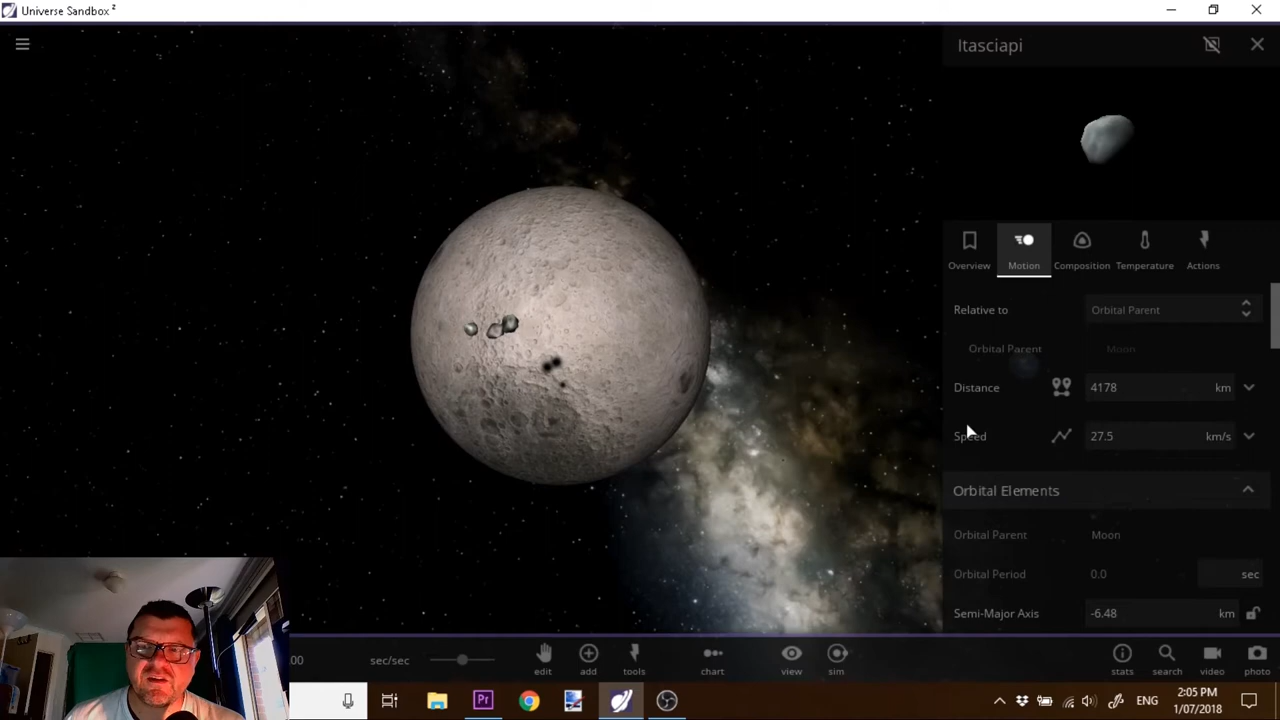 Universe Sandbox ²
Itasciapi
Overview
Motion
Composition
Temperature
Actions
Relative to
Orbital Parent
Orbital Parent
Moon
Distance
4178
km
Speed
27.5
km/s
Orbital Elements
Orbital Parent
Moon
Orbital Period
0.0
sec
Semi-Major Axis
-6.48
km
00
sec/sec
edit
add
tools
chart
view
sim
stats
search
video
photo
Pr
ENG
2:05 PM
1/07/2018